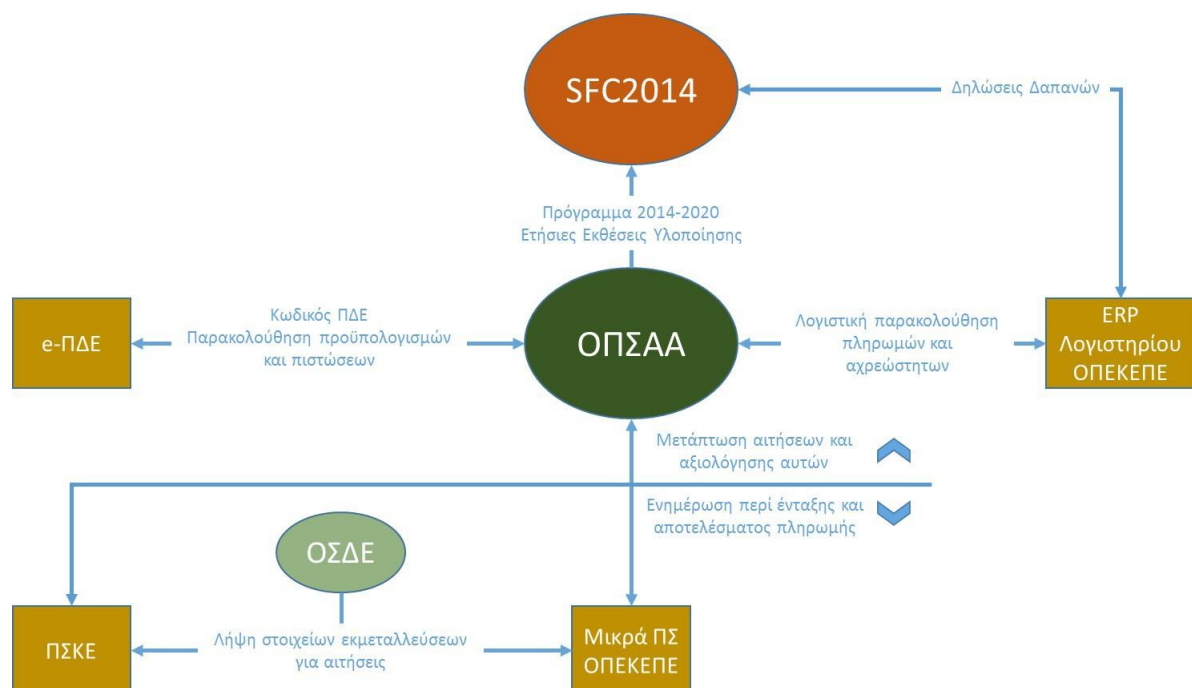 SFC2014
Δηλώσεις Δαπανών
Πρόγραμμα 2014-2020
Ετήσιες Εκθέσεις Υλοποίησης
e-ΠΔΕ
Κωδικός ΠΔΕ
Παρακολούθηση προϋπολογισμών
και πιστώσεων
ΟΠΣΑΑ
Λογιστική παρακολούθηση
πληρωμών και
αχρεώστητων
ERP
Λογιστηρίου
ΟΠΕΚΕΠΕ
Μετάπτωση αιτήσεων και
αξιολόγησης αυτών
Ενημέρωση περί ένταξης και
αποτελέσματος πληρωμής
ΟΣΔΕ
ΠΣΚΕ
Λήψη στοιχείων εκμεταλλεύσεων
για αιτήσεις
Μικρά ΠΣ
ΟΠΕΚΕΠΕ